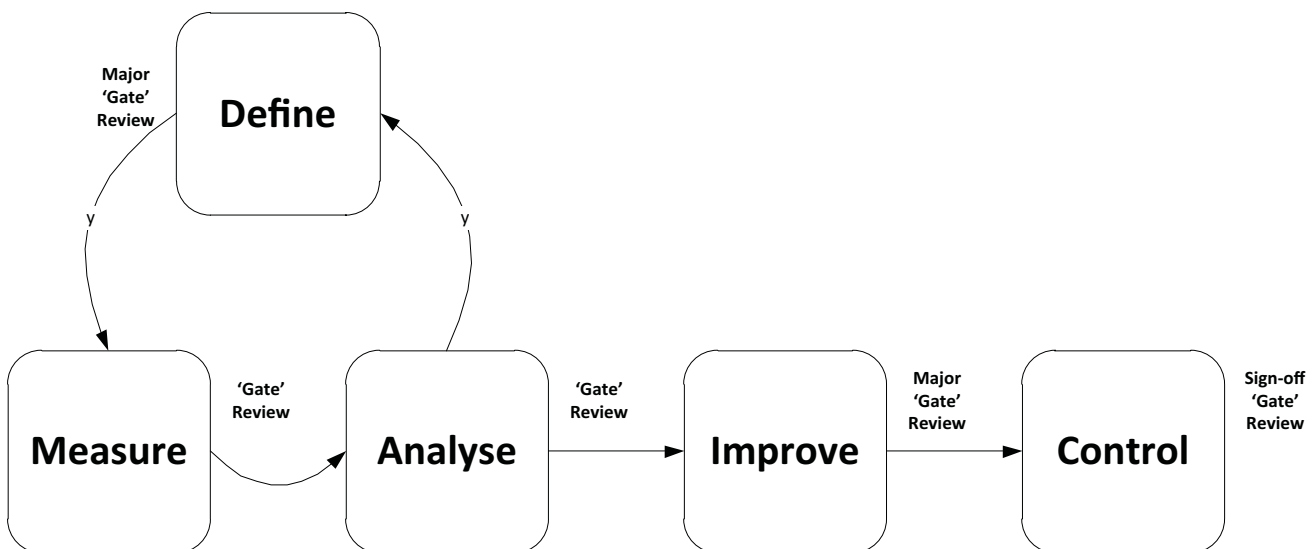 Major
‘Gate’
Review
Define
y
y
Measure
‘Gate’
Review
Analyse
‘Gate’
Review
Improve
Major
‘Gate’
Review
Control
Sign-off
‘Gate’
Review